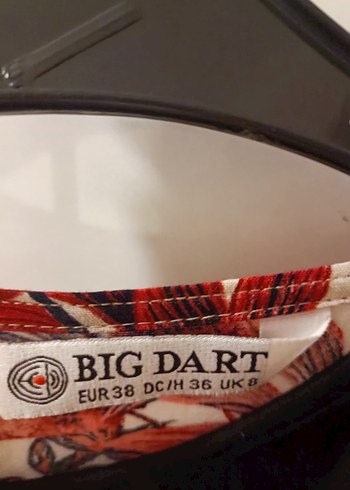 BIG DART
EUR 38 DC/H 36 UK 8